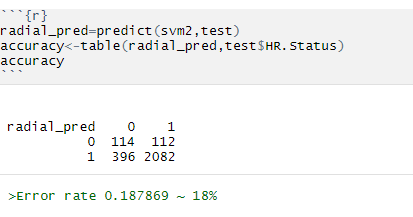 ```{r}
radial_pred=predict(svm2,test)
accuracy<-table(radial_pred,test$HR.Status)
accuracy
```
radial_pred 0 1
0 114 112
1 396 2082
>Error rate 0.187869 ~ 18%